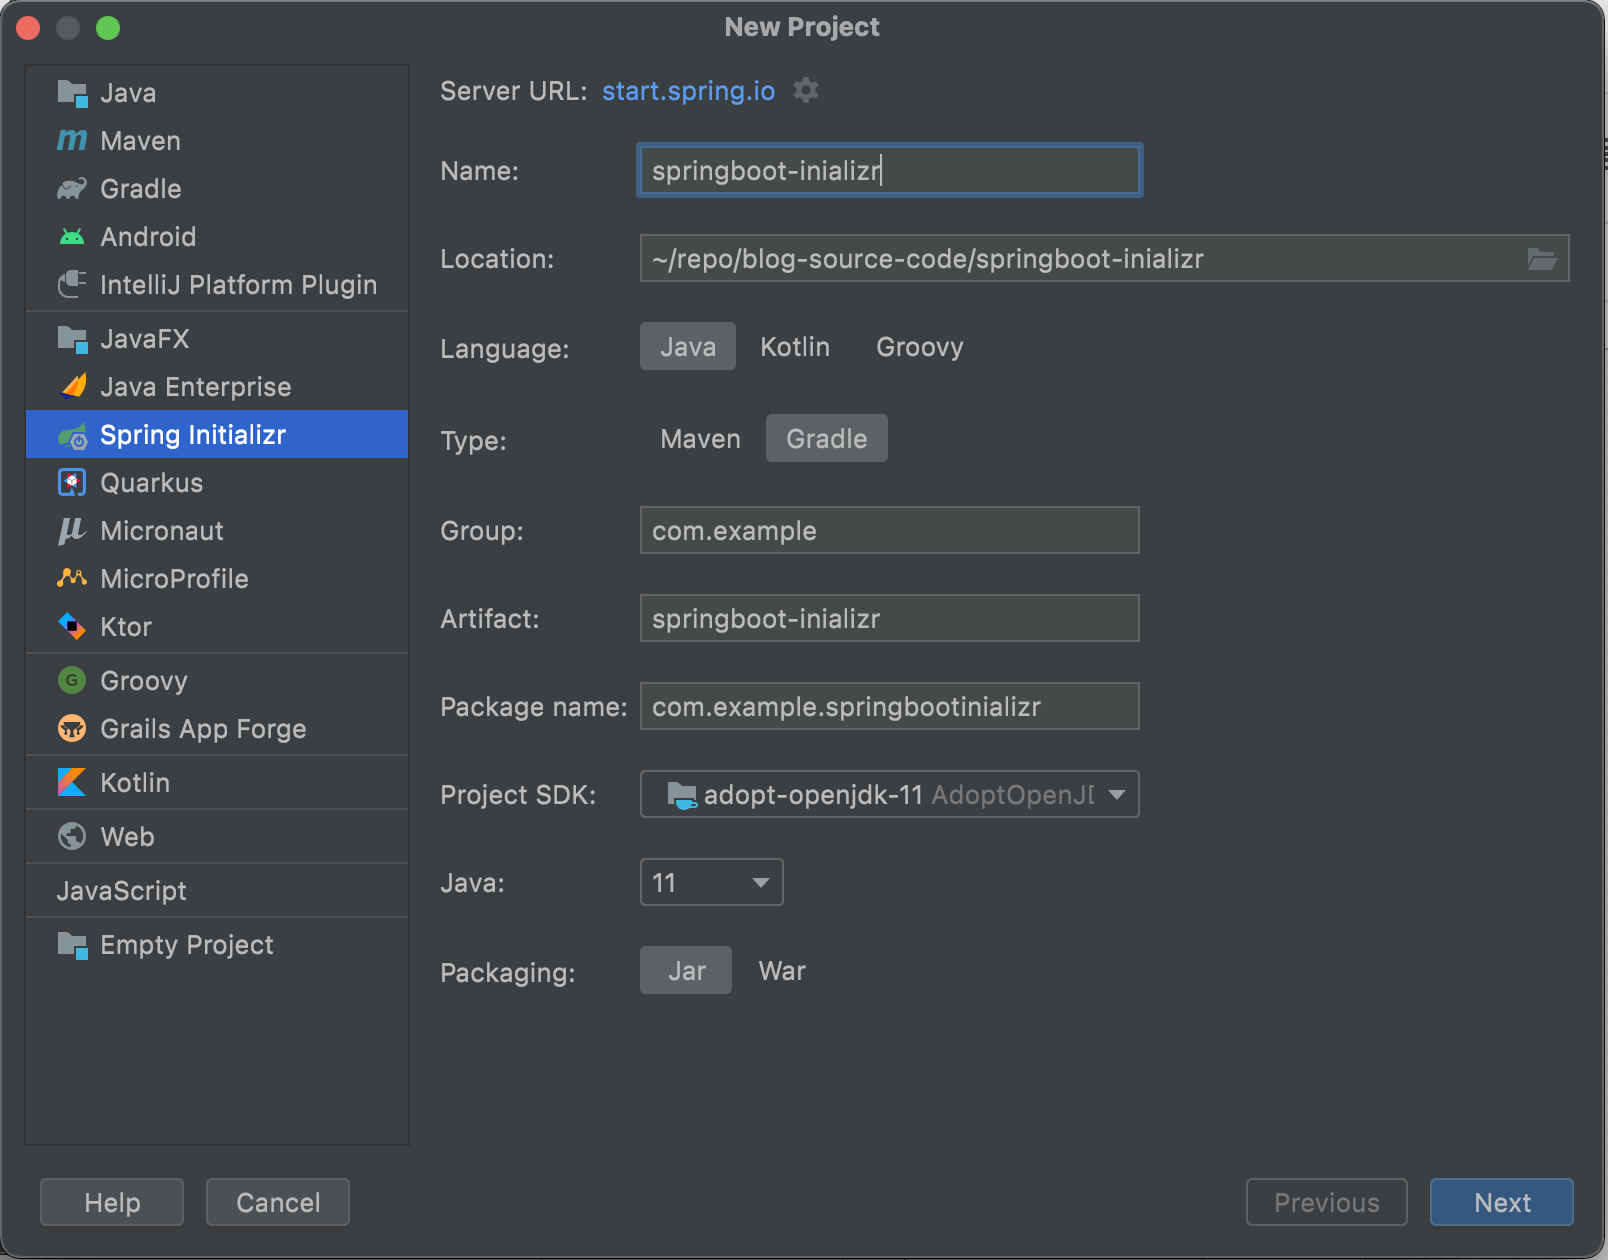 New Project
Java
Maven
Gradle
Android
IntelliJ Platform Plugin
JavaFX
Java Enterprise
Spring Initializr
Quarkus
Micronaut
MicroProfile
Ktor
G Groovy
Grails App Forge
Kotlin
Web
JavaScript
Empty Project
Server URL: start.spring.io
Name: springboot-inializr
Location: ~/repo/blog-source-code/springboot-inializr
Language: Java Kotlin Groovy
Type: Maven Gradle
Group: com.example
Artifact: springboot-inializr
Package name: com.example.springbootinializr
Project SDK: adopt-openjdk-11
Java: 11
Packaging: Jar War
Help Cancel Previous Next